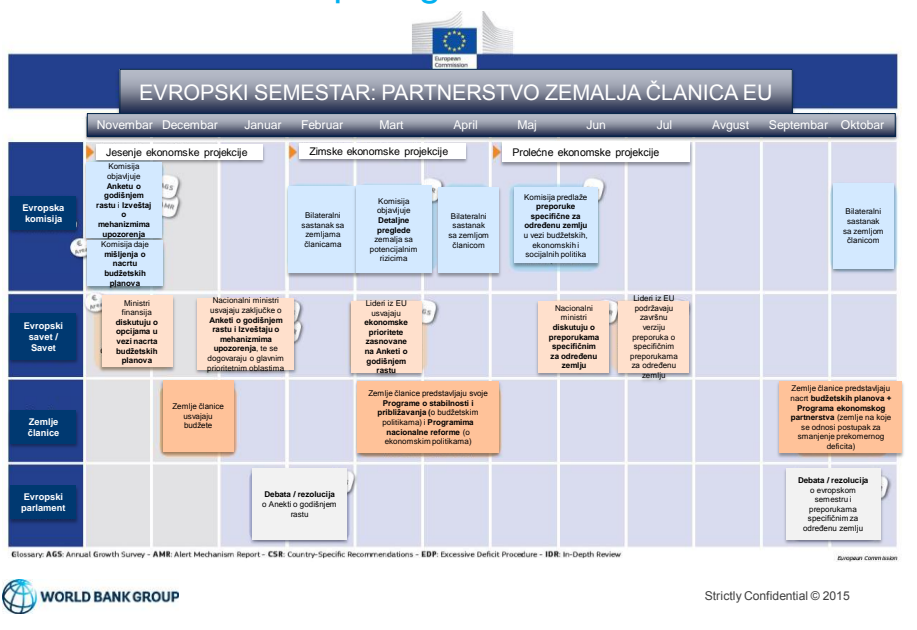 European
Commission
EVROPSKI SEMESTAR: PARTNERSTVO ZEMALJA ČLANICA EU
Novembar Decembar Januar Februar Mart April Maj Jun Jul Avgust Septembar Oktobar
Jesenje ekonomske projekcije
Zimske ekonomske projekcije
Prolećne ekonomske projekcije
Evropska
komisija
Komisija
objavljuje
Anketu o
godišnjem
rastu i Izveštaj
o
mehanizmima
upozorenja
Komisija daje
mišljenja o
nacrtu
budžetskih
planova
AGS
AMR
Bilateralni
sastanak sa
zemljama
članicama
Komisija
objavljuje
Detaljne
preglede
zemalja sa
potencijalnim
rizicima
Bilateralni
sastanak
sa zemljom
članicom
Komisija predlaže
preporuke
specifične za
određenu zemlju
u vezi budžetskih,
ekonomskih i
socijalnih politika
Bilateralni
sastanak
sa zemljom
članicom
Evropski
savet /
Savet
Ministri
finansija
diskutuju o
opcijama u
vezi nacrta
budžetskih
planova
Nacionalni ministri
usvajaju zaključke o
Anketi o godišnjem
rastu i Izveštaju o
mehanizmima
upozorenja, te se
dogovaraju o glavnim
prioritetnim oblastima
Lideri iz EU
usvajaju
ekonomske
prioritete
zasnovane
na Anketi o
godišnjem
rastu
Nacionalni
ministri
diskutuju o
preporukama
specifičnim
za određenu
zemlju
Lideri iz EU
podržavaju
završnu
verziju
preporuka o
specifičnim
preporukama
za određenu
zemlju
Zemlje
članice
Zemlje članice
usvajaju
budžete
Zemlje članice predstavljaju svoje
Programe o stabilnosti i
približavanja (o budžetskim
politikama) i Programima
nacionalne reforme (o
ekonomskim politikama)
Zemlje članice predstavljaju
nacrt budžetskih planova +
Programa ekonomskog
partnerstva (zemlje na koje
se odnosi postupak za
smanjenje prekomernog
deficita)
Evropski
parlament
Debata / rezolucija
o Anekti o godišnjem
rastu
Debata / rezolucija
o evropskom
semestru i
preporukama
specifičnim za
određenu zemlju
Glossary: AGS: Annual Growth Survey – AMR: Alert Mechanism Report – CSR: Country-Specific Recommendations – EDP: Excessive Deficit Procedure – IDR: In-Depth Review
European Commission
WORLD BANK GROUP
Strictly Confidential © 2015